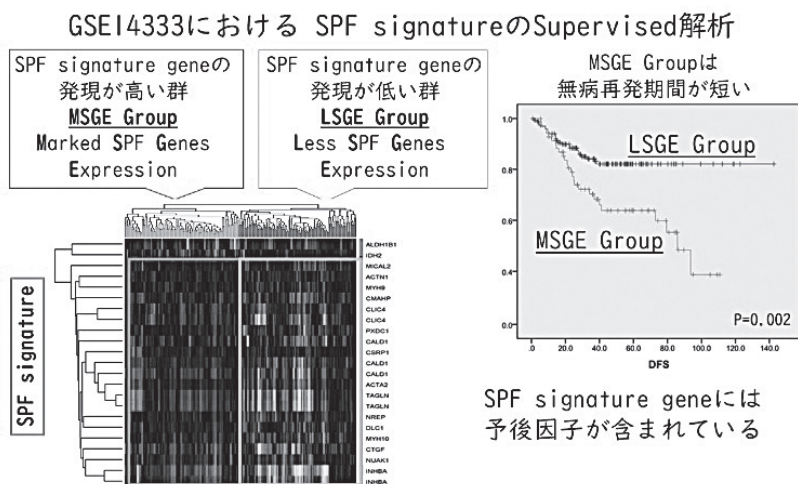 GSE14333における SPF signatureのSupervised解析
SPF signature geneの
発現が高い群
MSGE Group
Marked SPF Genes
Expression
SPF signature geneの
発現が低い群
LSGE Group
Less SPF Genes
Expression
MSGE Groupは
無病再発期間が短い
SPF signature
ALDH1B1
IDH2
MICAL2
ACTN1
MYH9
CMAHP
CLIC4
CLIC4
PXDC1
CALD1
CSRP1
CALD1
CALD1
ACTA2
TAGLN
TAGLN
NREP
DLC1
MYH10
CTGF
NUAK1
INHBA
INHBA
1.0
0.8
0.6
0.4
0.0
LSGE Group
MSGE Group
P=0.002
.0 20.0 40.0 60.0 80.0 100.0 120.0 140.0
DFS
SPF signature geneには
予後因子が含まれている